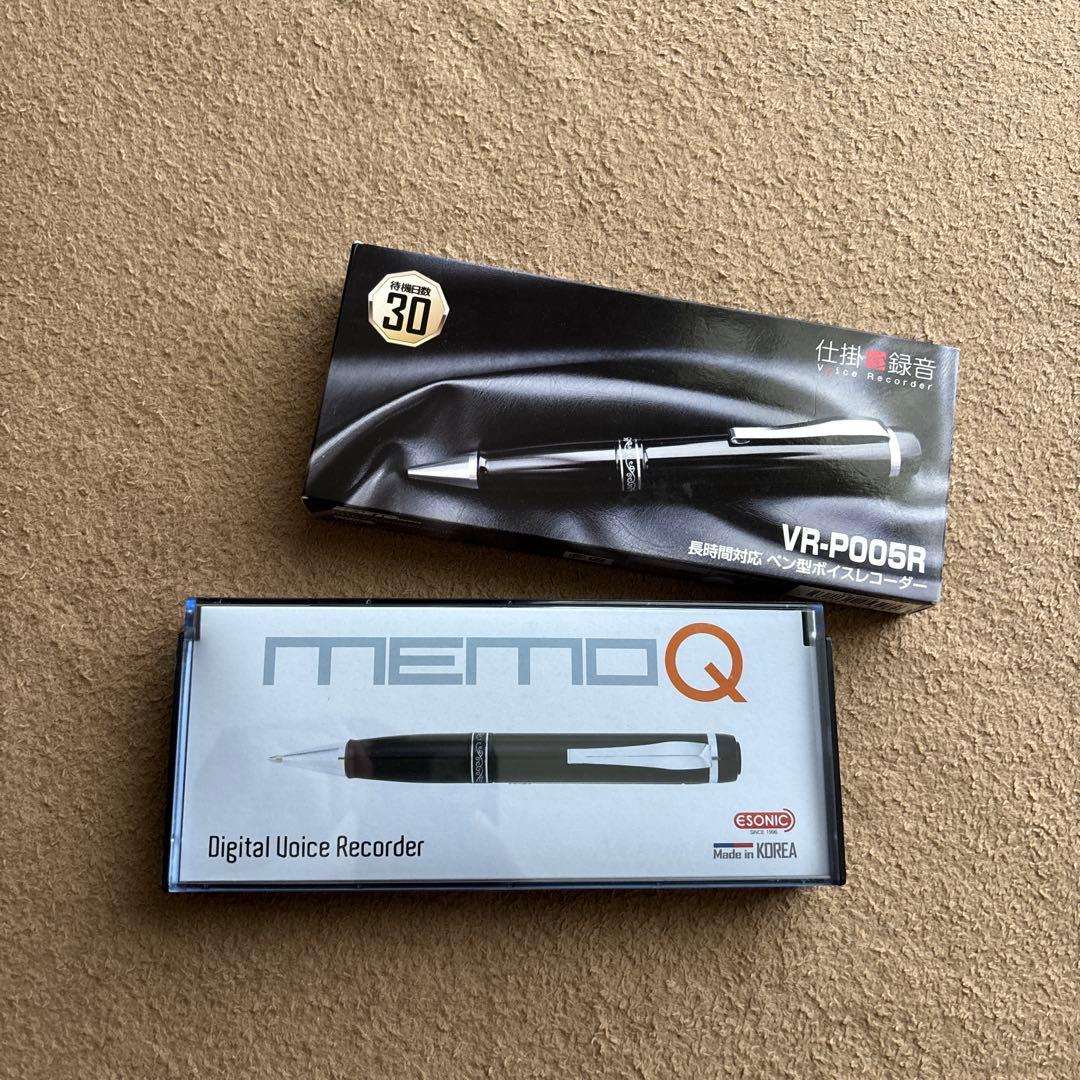 待機日数
30
仕掛録音
Voice Recorder
VR-P005R
長時間対応 ペン型ボイスレコーダー
MEMOQ
ESONIC
SINCE 1996
Digital Voice Recorder
Made in KOREA